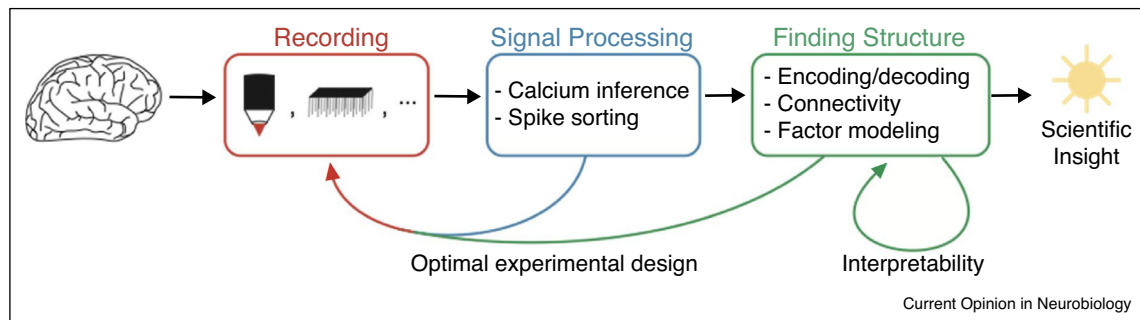 Recording
Signal Processing
Finding Structure
, , ...
- Calcium inference
- Spike sorting
- Encoding/decoding
- Connectivity
- Factor modeling
Scientific
Insight
Optimal experimental design
Interpretability
Current Opinion in Neurobiology